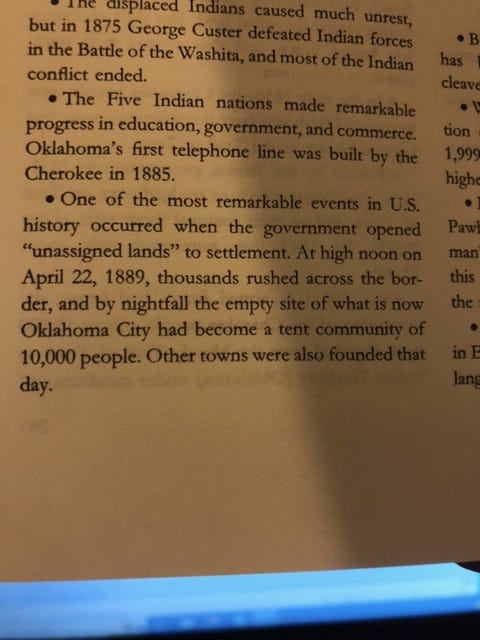 • The displaced Indians caused much unrest,
but in 1875 George Custer defeated Indian forces
in the Battle of the Washita, and most of the Indian
conflict ended.
• The Five Indian nations made remarkable
progress in education, government, and commerce.
Oklahoma's first telephone line was built by the
Cherokee in 1885.
• One of the most remarkable events in U.S.
history occurred when the government opened
“unassigned lands” to settlement. At high noon on
April 22, 1889, thousands rushed across the bor-
der, and by nightfall the empty site of what is now
Oklahoma City had become a tent community of
10,000 people. Other towns were also founded that
day.
• B
has
cleave
•
tion
1,999
highe
•
Pawh
man
this
the
•
in E
lang